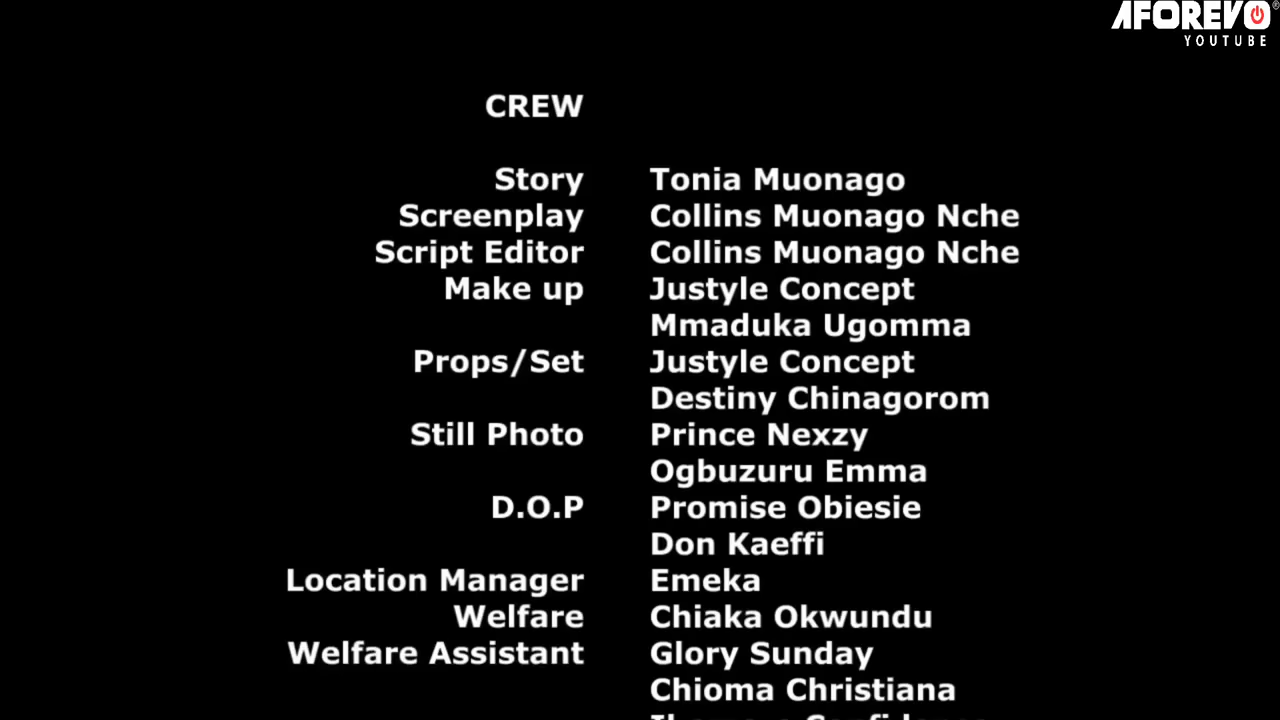 AFOREVO
YOUTUBE
CREW
Story Tonia Muonago
Screenplay Collins Muonago Nche
Script Editor Collins Muonago Nche
Make up Justyle Concept
Mmaduka Ugomma
Props/Set Justyle Concept
Destiny Chinagorom
Still Photo Prince Nexzy
Ogbuzuru Emma
D.O.P Promise Obiesie
Don Kaeffi
Location Manager Emeka
Welfare Chiaka Okwundu
Welfare Assistant Glory Sunday
Chioma Christiana